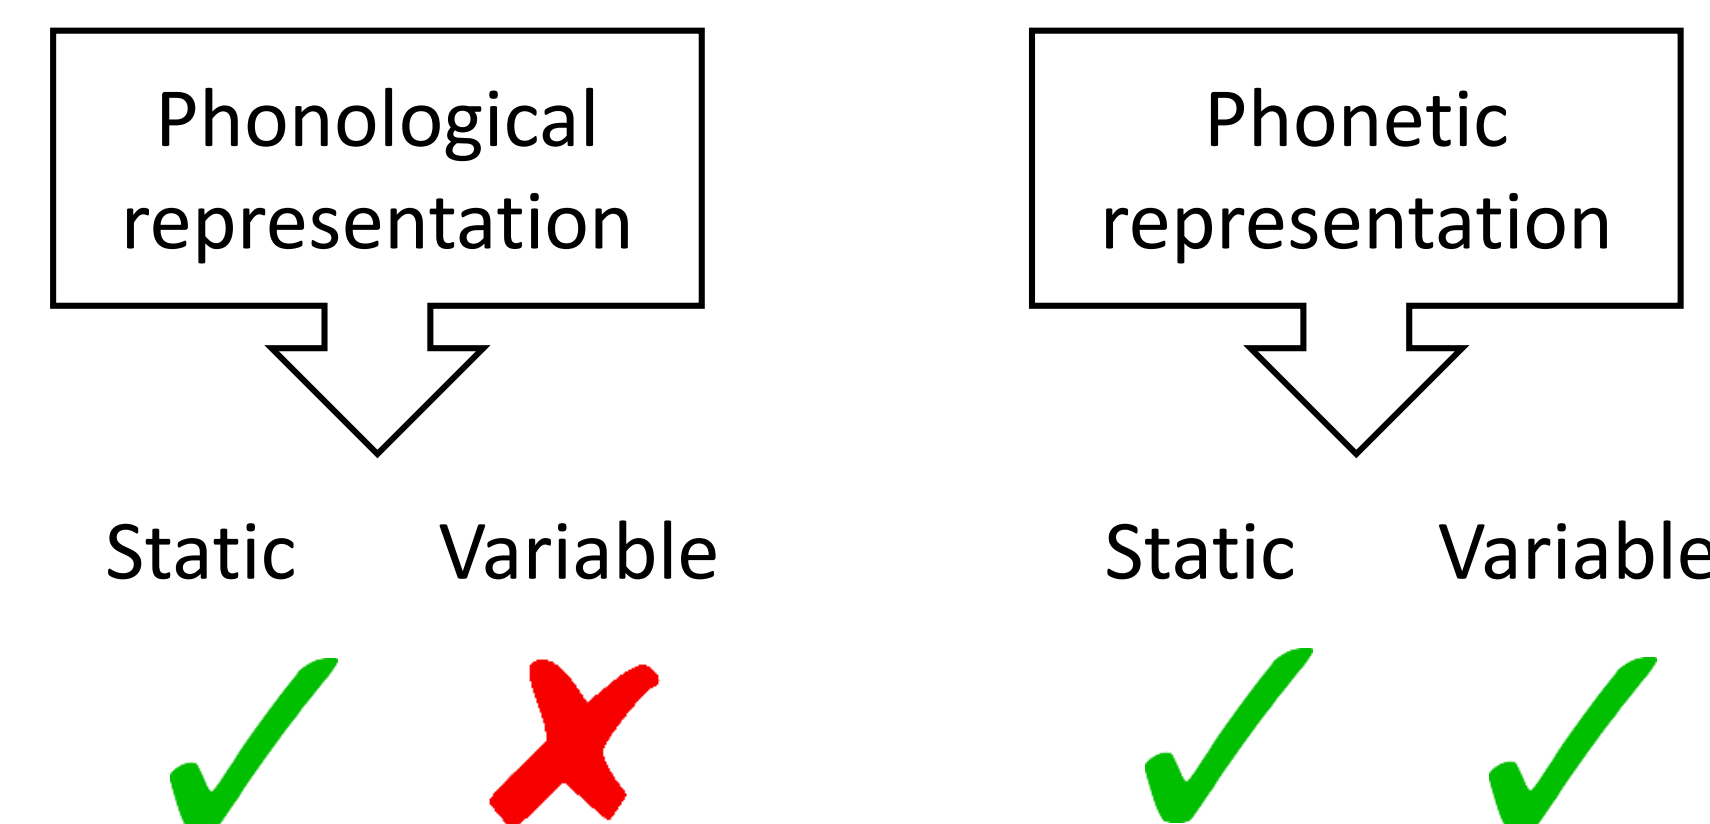 Phonological
representation
Static Variable
Phonetic
representation
Static Variable